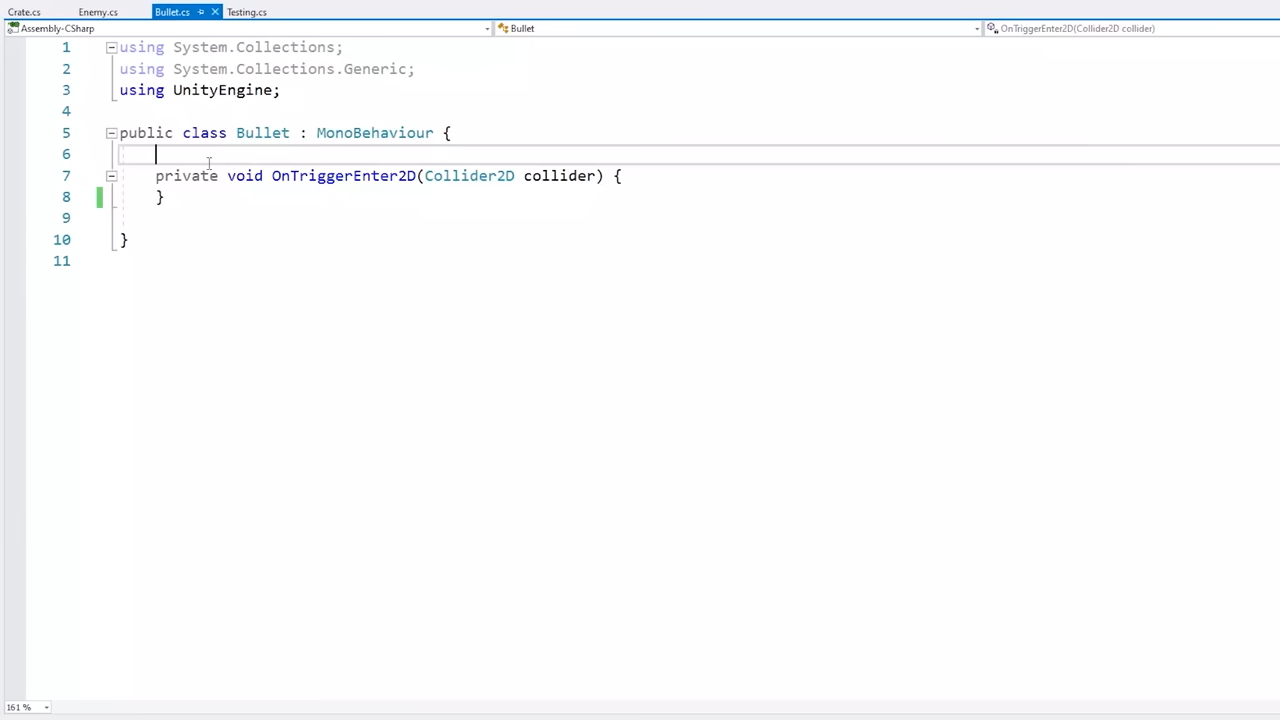 Crate.cs Enemy.cs Bullet.cs Testing.cs
Assembly-CSharp Bullet OnTriggerEnter2D(Collider2D collider)
1 using System.Collections;
2 using System.Collections.Generic;
3 using UnityEngine;
4
5 public class Bullet : MonoBehaviour {
6
7 private void OnTriggerEnter2D(Collider2D collider) {
8 }
9
10 }
11
161 %